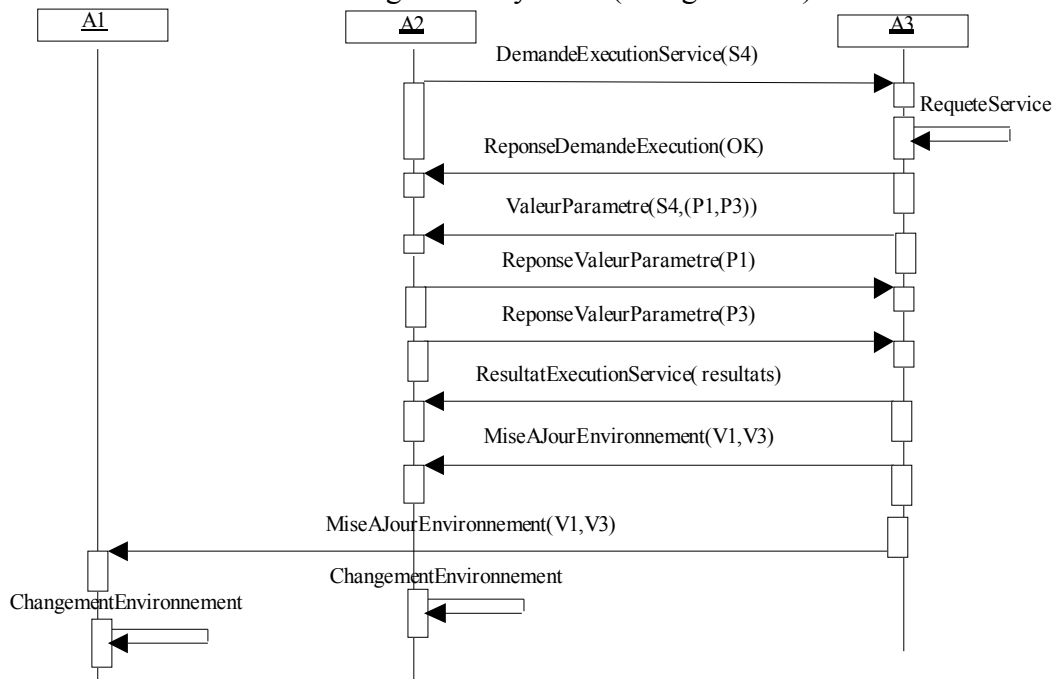 A1
A2
A3
DemandeExecutionService(S4)
RequeteService
ReponseDemandeExecution(OK)
ValeurParametre(S4,(P1,P3))
ReponseValeurParametre(P1)
ReponseValeurParametre(P3)
ResultatExecutionService( resultats)
MiseAJourEnvironnement(V1,V3)
MiseAJourEnvironnement(V1,V3)
ChangementEnvironnement
ChangementEnvironnement